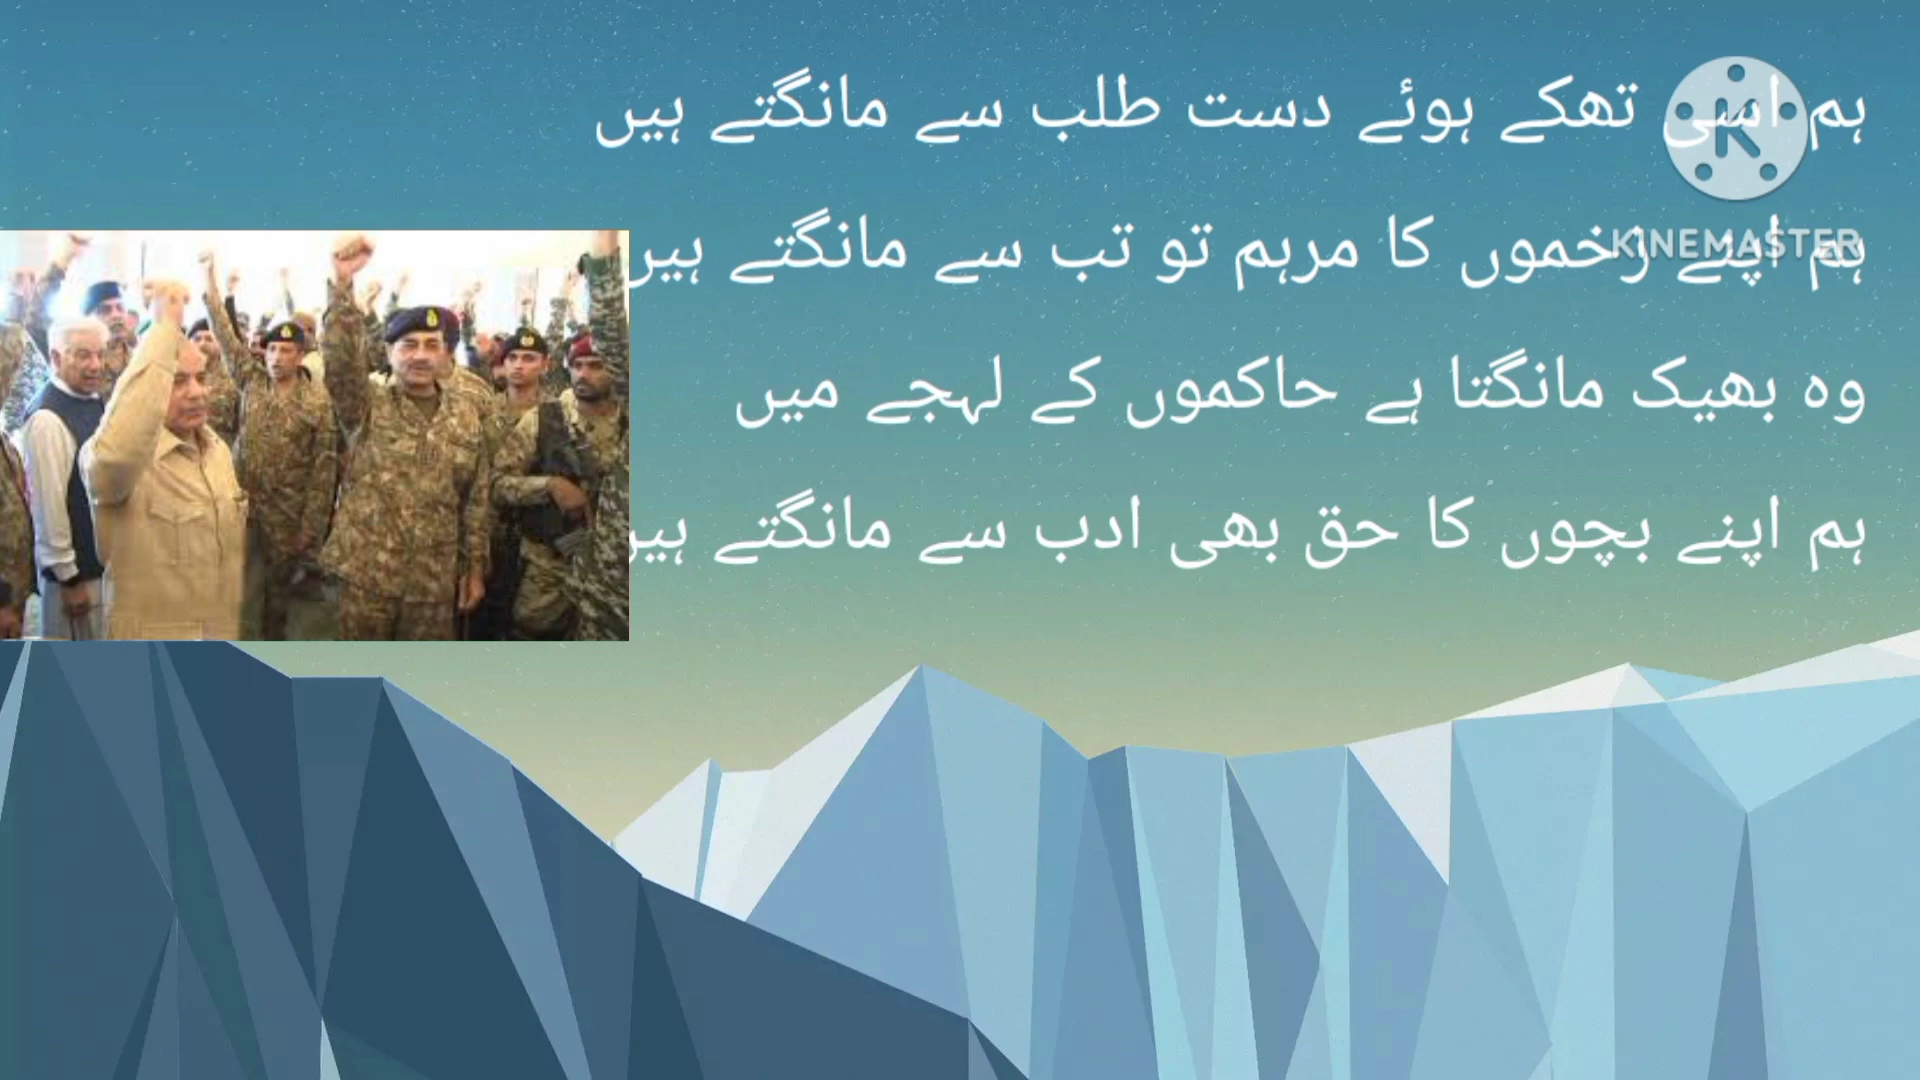 ہم اسی تھکے ہوئے دست طلب سے مانگتے ہیں
ہم اپنے زخموں کا مرہم تو تب سے مانگتے ہیں
وہ بھیک مانگتا ہے حاکموں کے لہجے میں
ہم اپنے بچوں کا حق بھی ادب سے مانگتے ہیں
KINEMASTER